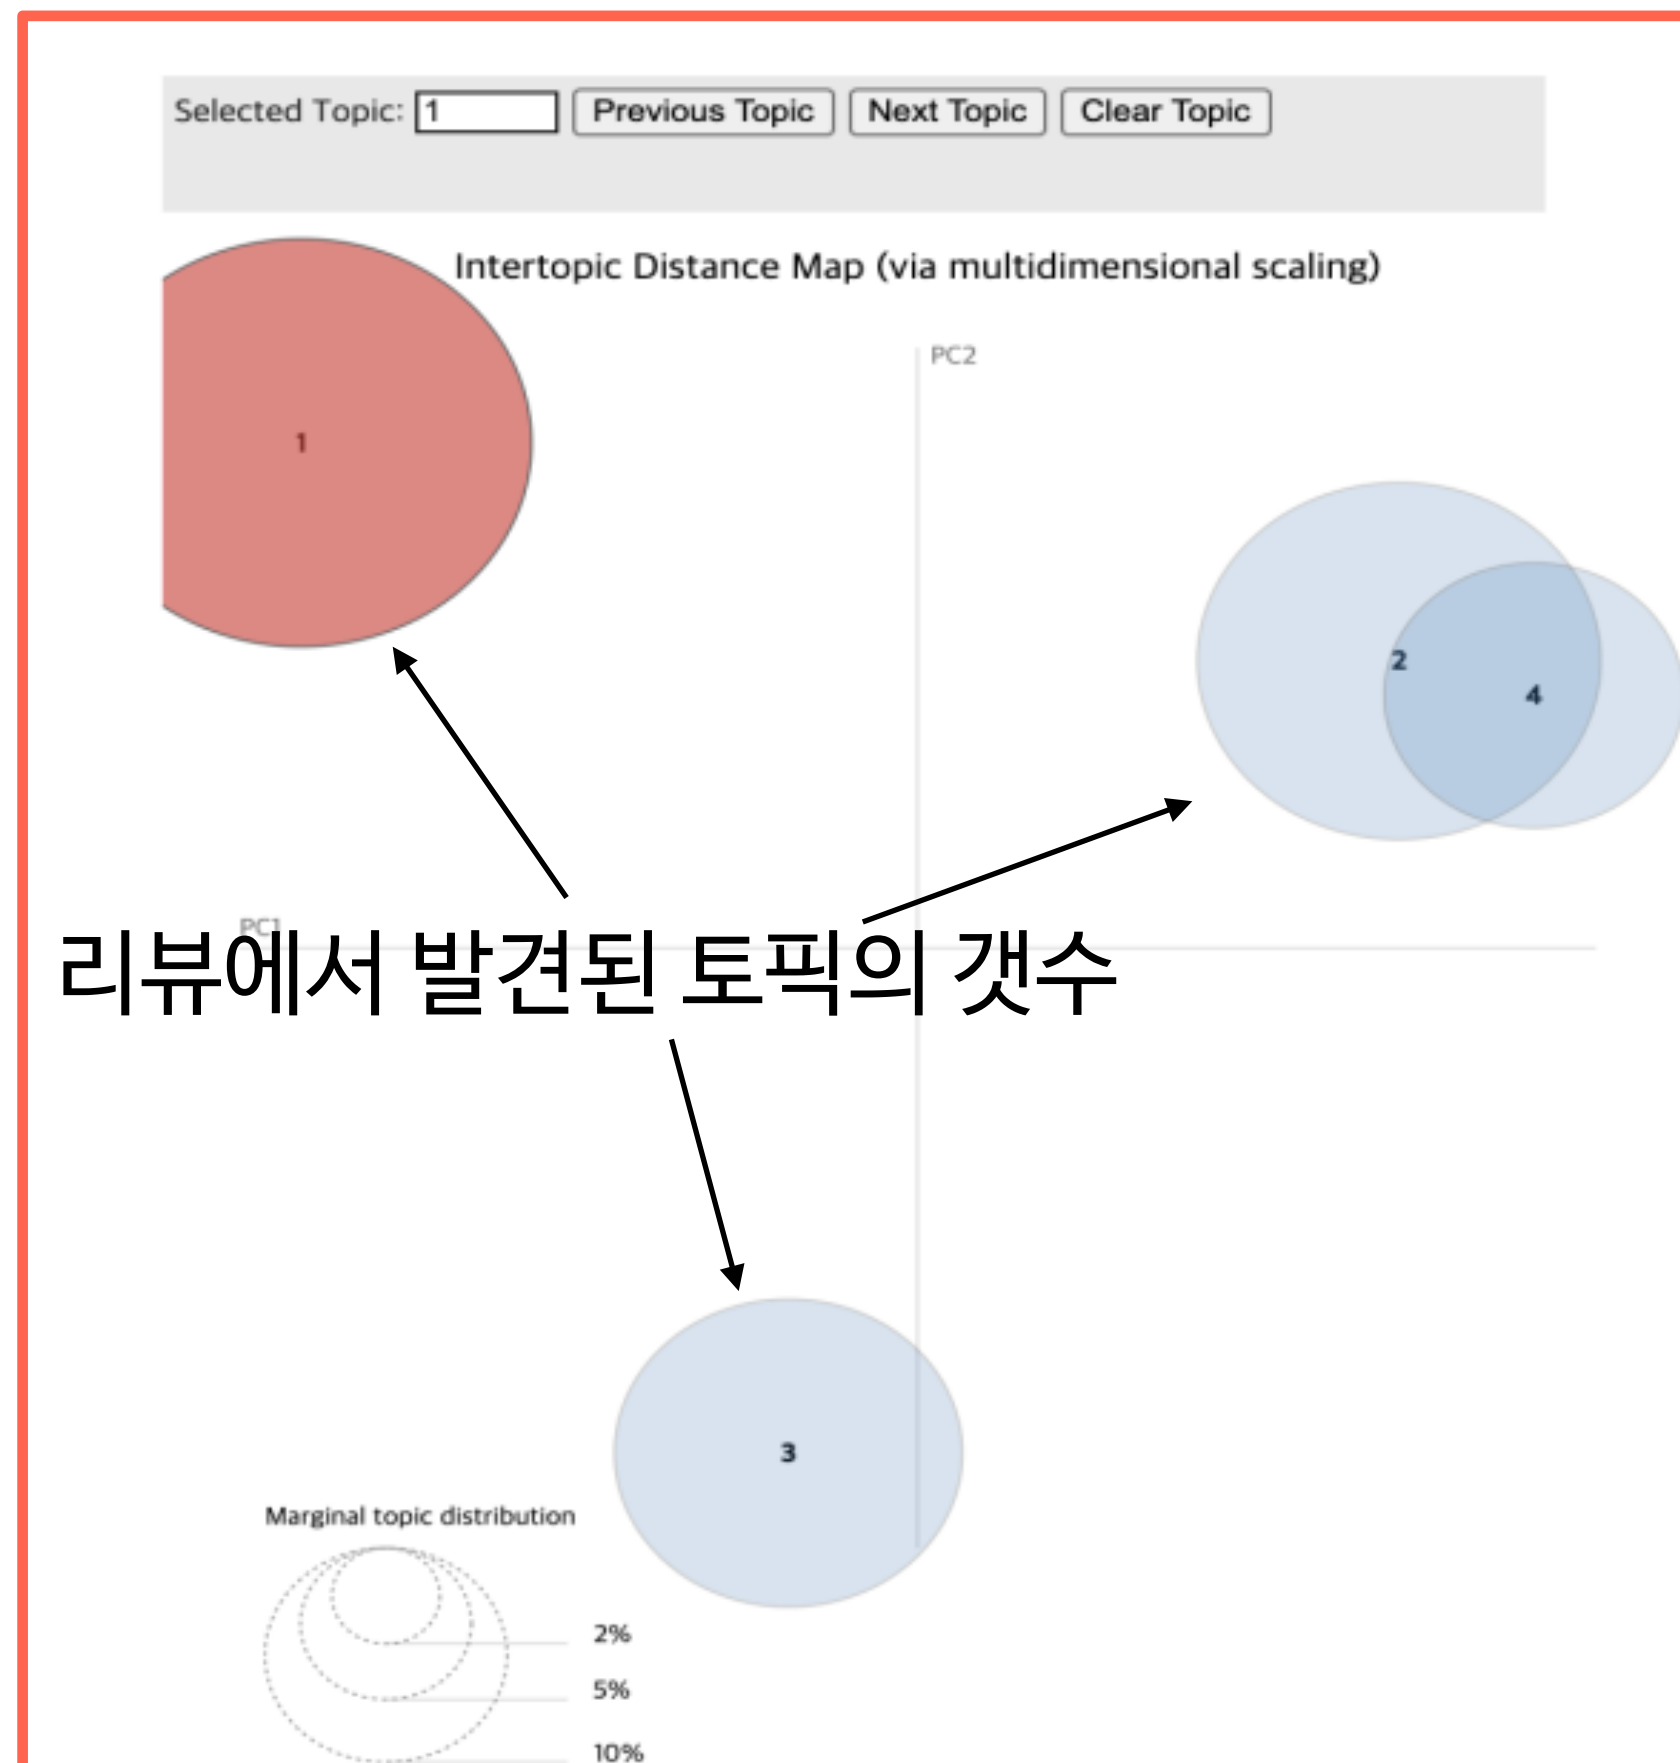 Selected Topic: 1 Previous Topic Next Topic Clear Topic
Intertopic Distance Map (via multidimensional scaling)
PC2
1
2
4
PC1
리뷰에서 발견된 토픽의 갯수
3
Marginal topic distribution
2%
5%
10%